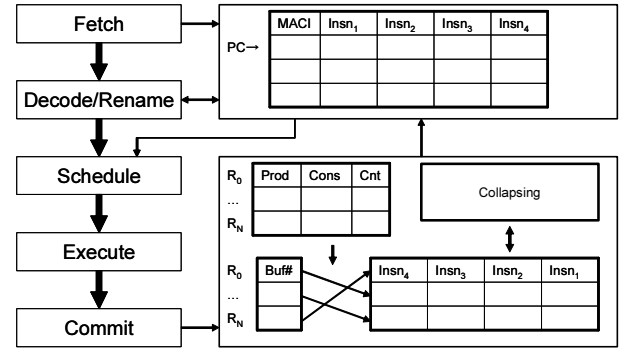 Fetch
MACI Insn1 Insn2 Insn3 Insn4
PC→
Decode/Rename
Schedule
R0 Prod Cons Cnt
...
RN
Collapsing
Execute
R0 Buf# Insn4 Insn3 Insn2 Insn1
...
RN
Commit